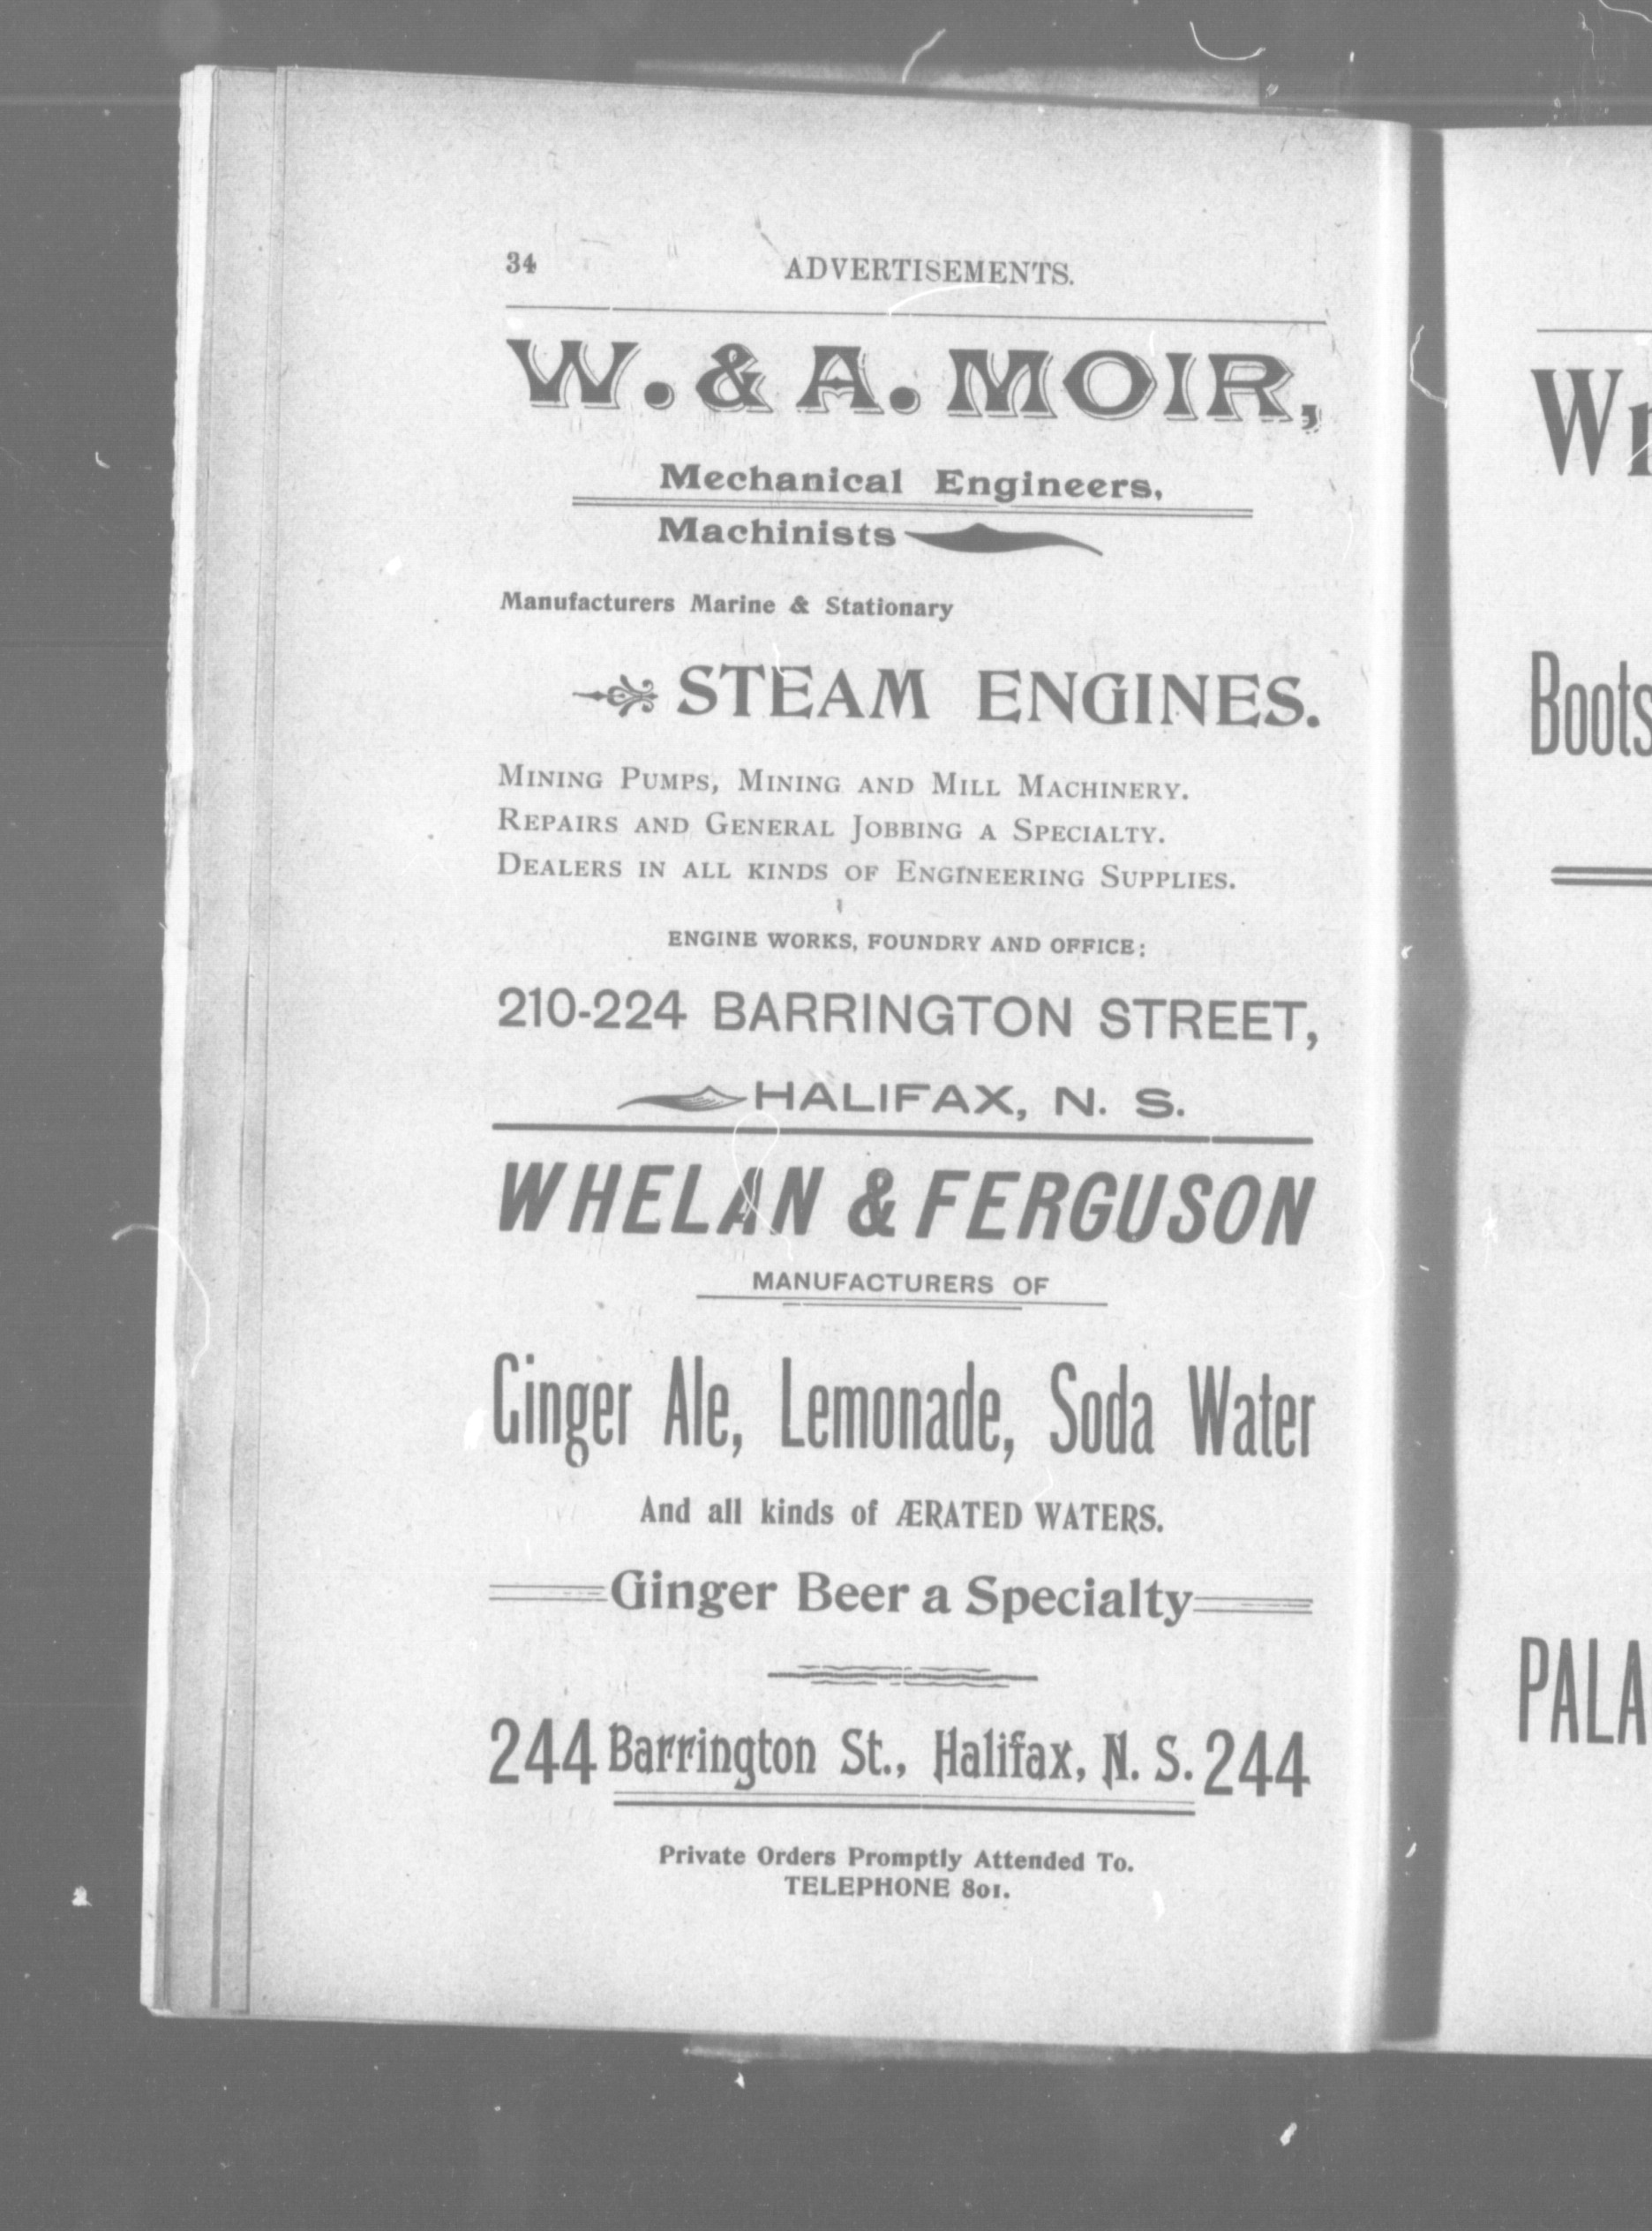 34 ADVERTISEMENTS.
W. & A. MOIR,
Mechanical Engineers,
Machinists
Manufacturers Marine & Stationary
STEAM ENGINES.
MINING PUMPS, MINING AND MILL MACHINERY.
REPAIRS AND GENERAL JOBBING A SPECIALTY.
DEALERS IN ALL KINDS OF ENGINEERING SUPPLIES.
ENGINE WORKS, FOUNDRY AND OFFICE:
210-224 BARRINGTON STREET,
HALIFAX, N. S.
WHELAN & FERGUSON
MANUFACTURERS OF
Ginger Ale, Lemonade, Soda Water
And all kinds of ÆRATED WATERS.
Ginger Beer a Specialty
244 Barrington St., Halifax, N. S. 244
Private Orders Promptly Attended To.
TELEPHONE 801.
Boots